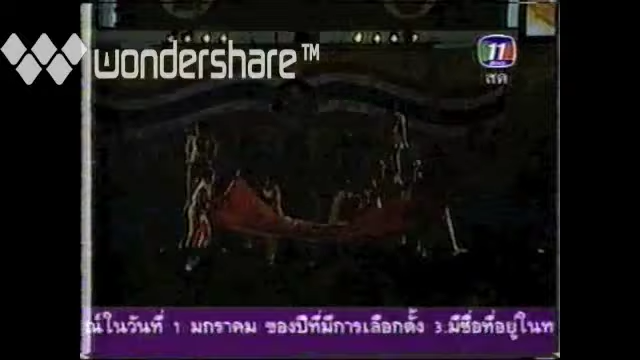 wondershare™
11
สด
ณ์ในวันที่ 1 มกราคม ของปีที่มีการเลือกตั้ง 3.มีชื่อที่อยู่ในท